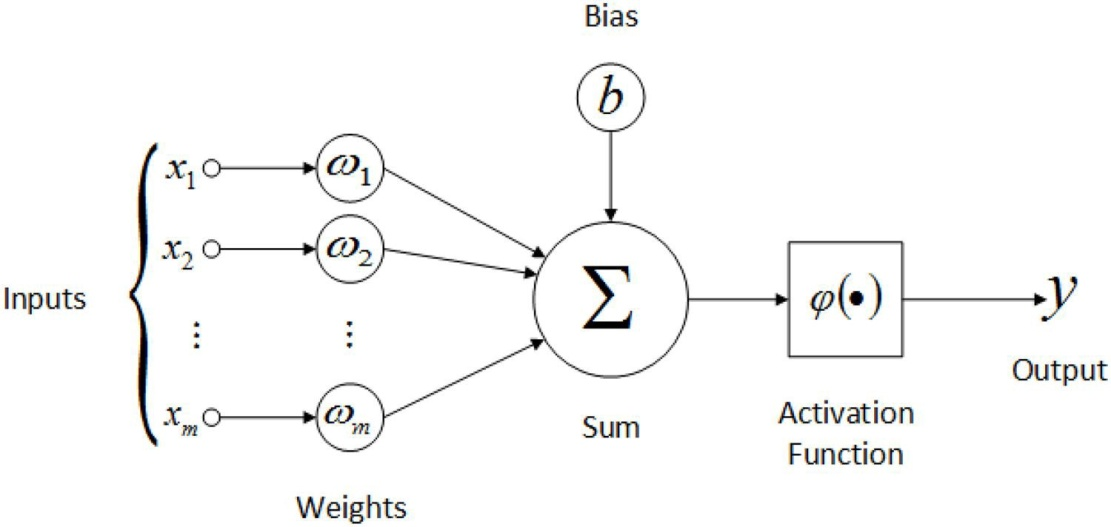 Bias
b
x₁ ω₁
x₂ ω₂
Inputs
⋮ ⋮
Σ
φ(•)
y
Output
xₘ ωₘ
Sum
Activation
Function
Weights